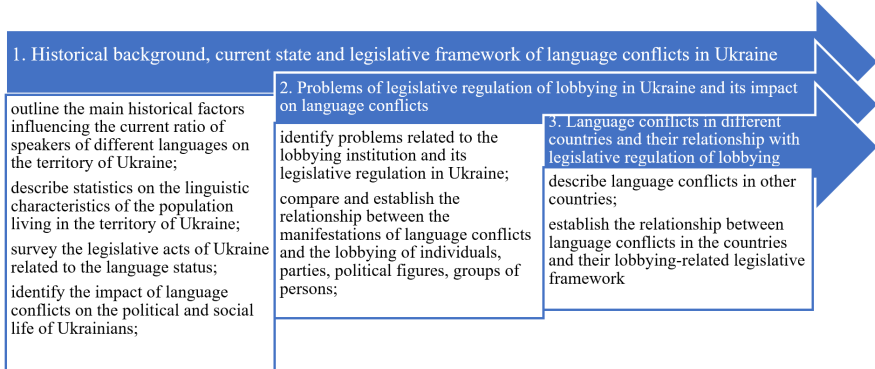 1. Historical background, current state and legislative framework of language conflicts in Ukraine
outline the main historical factors
influencing the current ratio of
speakers of different languages on
the territory of Ukraine;
describe statistics on the linguistic
characteristics of the population
living in the territory of Ukraine;
survey the legislative acts of Ukraine
related to the language status;
identify the impact of language
conflicts on the political and social
life of Ukrainians;
2. Problems of legislative regulation of lobbying in Ukraine and its impact
on language conflicts
identify problems related to the
lobbying institution and its
legislative regulation in Ukraine;
compare and establish the
relationship between the
manifestations of language conflicts
and the lobbying of individuals,
parties, political figures, groups of
persons;
3. Language conflicts in different
countries and their relationship with
legislative regulation of lobbying
describe language conflicts in other
countries;
establish the relationship between
language conflicts in the countries
and their lobbying-related legislative
framework